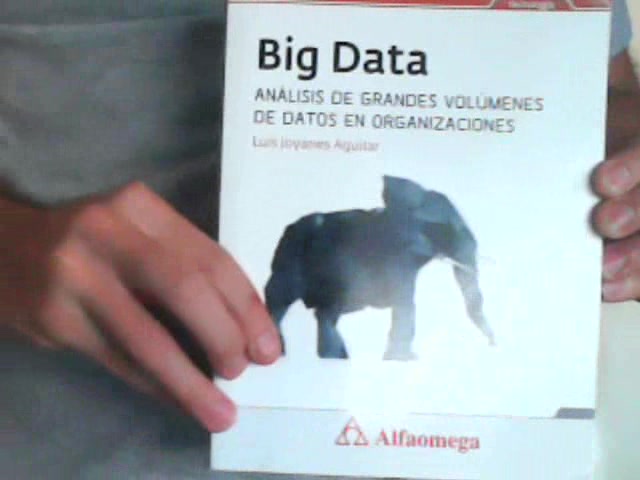 Big Data
ANÁLISIS DE GRANDES VOLÚMENES
DE DATOS EN ORGANIZACIONES
Luis Joyanes Aguilar
Alfaomega